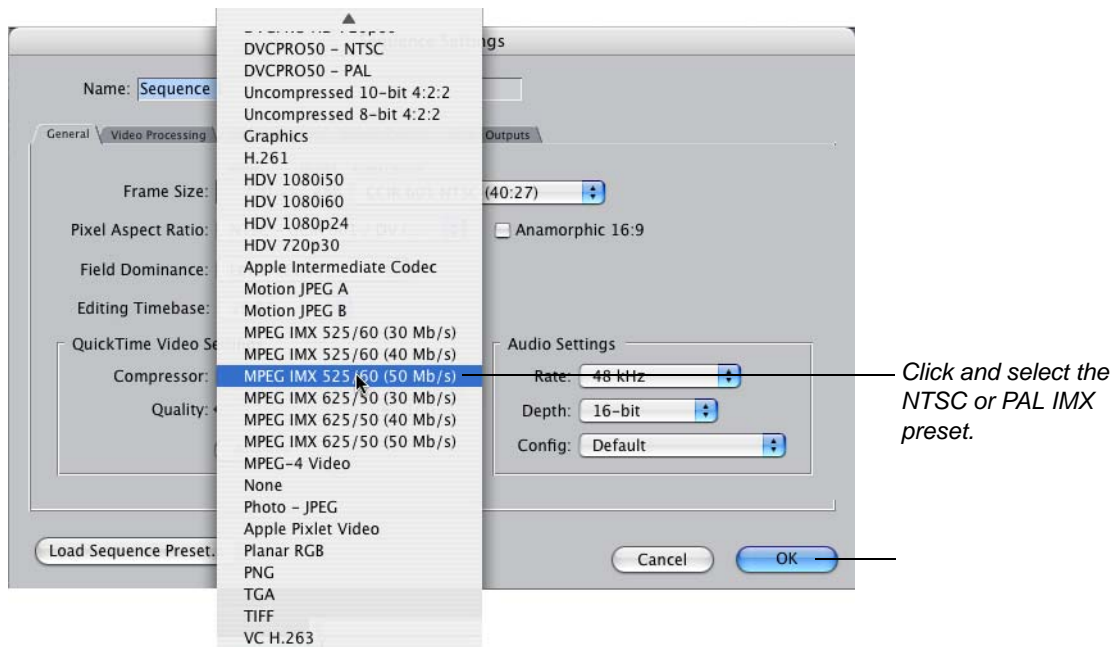 DVCPRO50 – NTSC
DVCPRO50 – PAL
Uncompressed 10–bit 4:2:2
Uncompressed 8–bit 4:2:2
Graphics
H.261
HDV 1080i50
HDV 1080i60
HDV 1080p24
HDV 720p30
Apple Intermediate Codec
Motion JPEG A
Motion JPEG B
MPEG IMX 525/60 (30 Mb/s)
MPEG IMX 525/60 (40 Mb/s)
MPEG IMX 525/60 (50 Mb/s)
MPEG IMX 625/50 (30 Mb/s)
MPEG IMX 625/50 (40 Mb/s)
MPEG IMX 625/50 (50 Mb/s)
MPEG–4 Video
None
Photo – JPEG
Apple Pixlet Video
Planar RGB
PNG
TGA
TIFF
VC H.263
Name: Sequence
General Video Processing Outputs
Frame Size: (40:27)
Pixel Aspect Ratio: Anamorphic 16:9
Field Dominance:
Editing Timebase:
QuickTime Video
Compressor:
Quality:
Audio Settings
Rate: 48 kHz
Depth: 16–bit
Config: Default
Load Sequence Preset.
Cancel OK
Click and select the
NTSC or PAL IMX
preset.